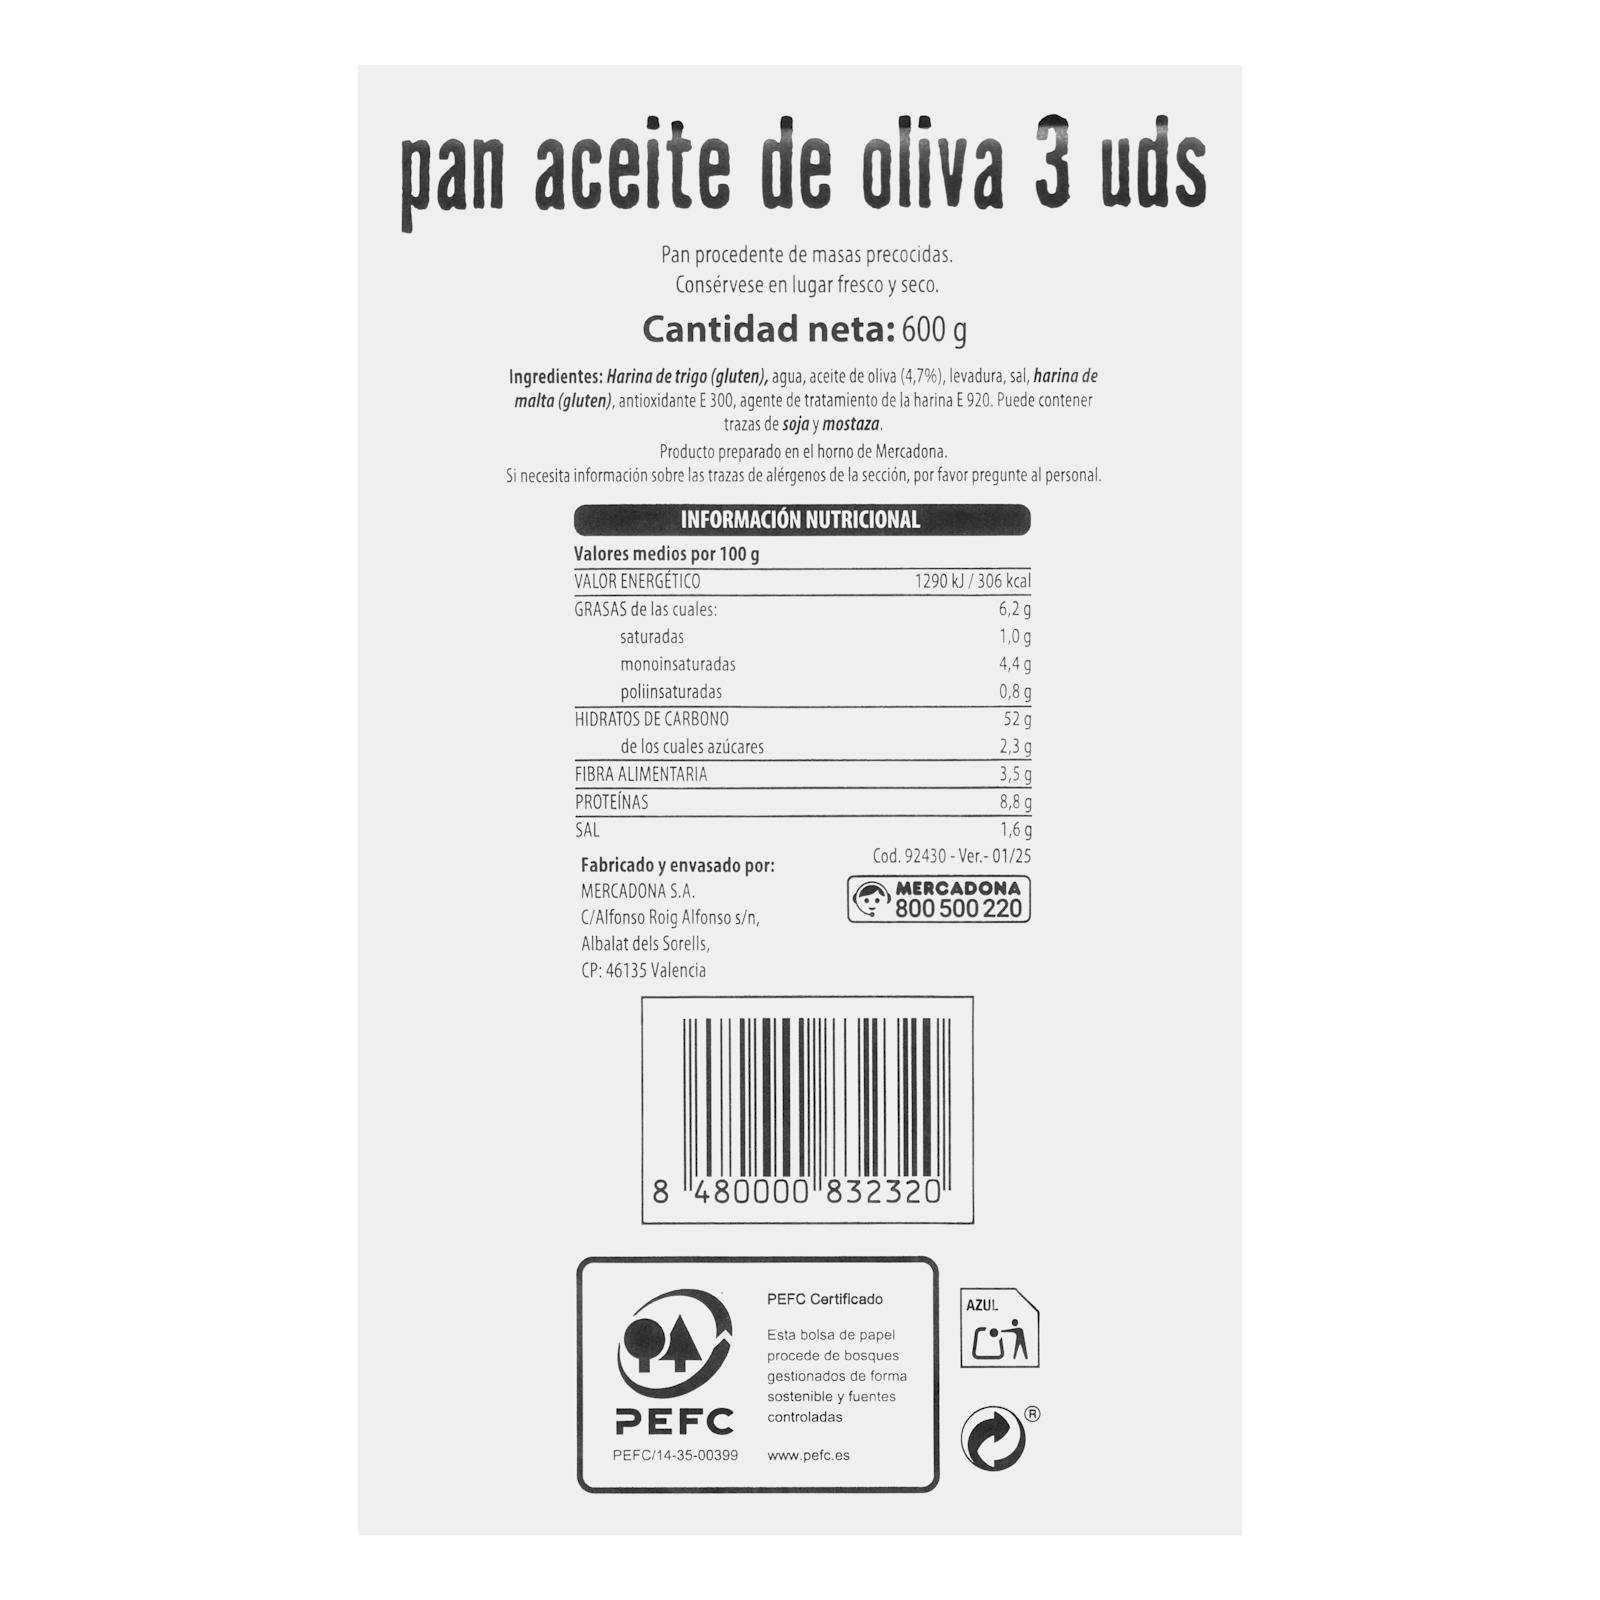 pan aceite de oliva 3 uds
Pan procedente de masas precocidas.
Consérvese en lugar fresco y seco.
Cantidad neta: 600 g
Ingredientes: Harina de trigo (gluten), agua, aceite de oliva (4,7%), levadura, sal, harina de
malta (gluten), antioxidante E 300, agente de tratamiento de la harina E 920. Puede contener
trazas de soja y mostaza.
Producto preparado en el horno de Mercadona.
Si necesita información sobre las trazas de alérgenos de la sección, por favor pregunte al personal.
INFORMACIÓN NUTRICIONAL
Valores medios por 100 g
VALOR ENERGÉTICO 1290 kJ / 306 kcal
GRASAS de las cuales: 6,2 g
saturadas 1,0 g
monoinsaturadas 4,4 g
poliinsaturadas 0,8 g
HIDRATOS DE CARBONO 52 g
de los cuales azúcares 2,3 g
FIBRA ALIMENTARIA 3,5 g
PROTEÍNAS 8,8 g
SAL 1,6 g
Cod. 92430 - Ver.- 01/25
Fabricado y envasado por:
MERCADONA S.A.
C/Alfonso Roig Alfonso s/n,
Albalat dels Sorells,
CP: 46135 Valencia
MERCADONA
800 500 220
8 480000 832320
PEFC
PEFC/14-35-00399
PEFC Certificado
Esta bolsa de papel
procede de bosques
gestionados de forma
sostenible y fuentes
controladas
www.pefc.es
AZUL
®